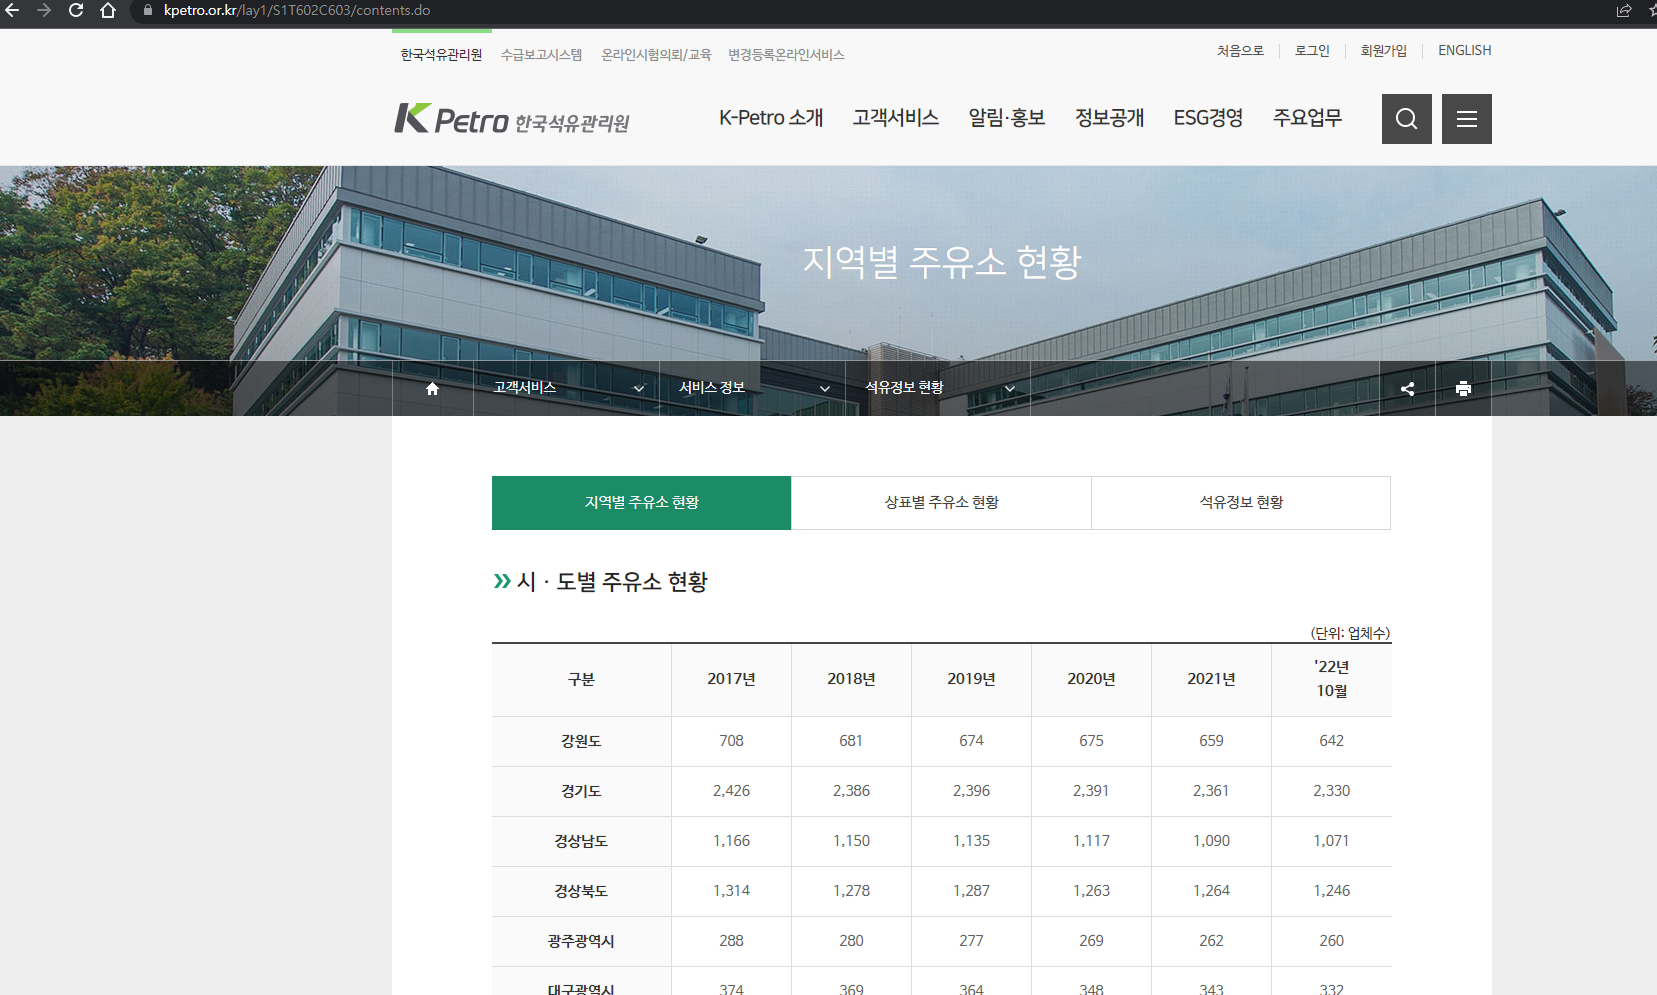 kpetro.or.kr/lay1/S1T602C603/contents.do
한국석유관리원 수급보고시스템 온라인시험의뢰/교육 변경등록온라인서비스 처음으로 로그인 회원가입 ENGLISH
K Petro 한국석유관리원 K-Petro 소개 고객서비스 알림·홍보 정보공개 ESG경영 주요업무
지역별 주유소 현황
고객서비스 서비스 정보 석유정보 현황
지역별 주유소 현황 상표별 주유소 현황 석유정보 현황
시 · 도별 주유소 현황
(단위: 업체수)
구분 2017년 2018년 2019년 2020년 2021년 '22년
10월
강원도 708 681 674 675 659 642
경기도 2,426 2,386 2,396 2,391 2,361 2,330
경상남도 1,166 1,150 1,135 1,117 1,090 1,071
경상북도 1,314 1,278 1,287 1,263 1,264 1,246
광주광역시 288 280 277 269 262 260
대구광역시 374 369 364 348 343 332